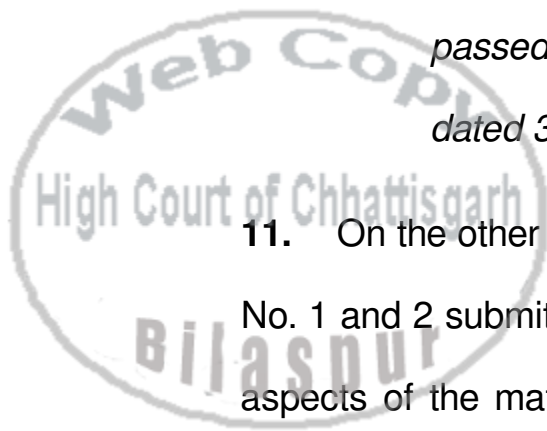 passed
dated 3
Web Copy
High Court of Chhattisgarh
Bilaspur
11. On the other
No. 1 and 2 submit
aspects of the mat